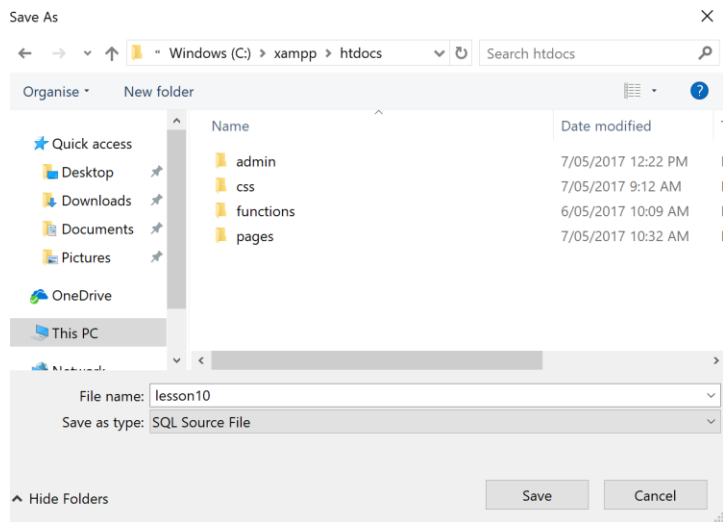 Save As
" Windows (C:) > xampp > htdocs
Search htdocs
Organise
New folder
Name
Date modified
Quick access
Desktop
Downloads
Documents
Pictures
OneDrive
This PC
admin 7/05/2017 12:22 PM
css 7/05/2017 9:12 AM
functions 6/05/2017 10:09 AM
pages 7/05/2017 10:32 AM
File name: lesson10
Save as type: SQL Source File
Hide Folders
Save
Cancel